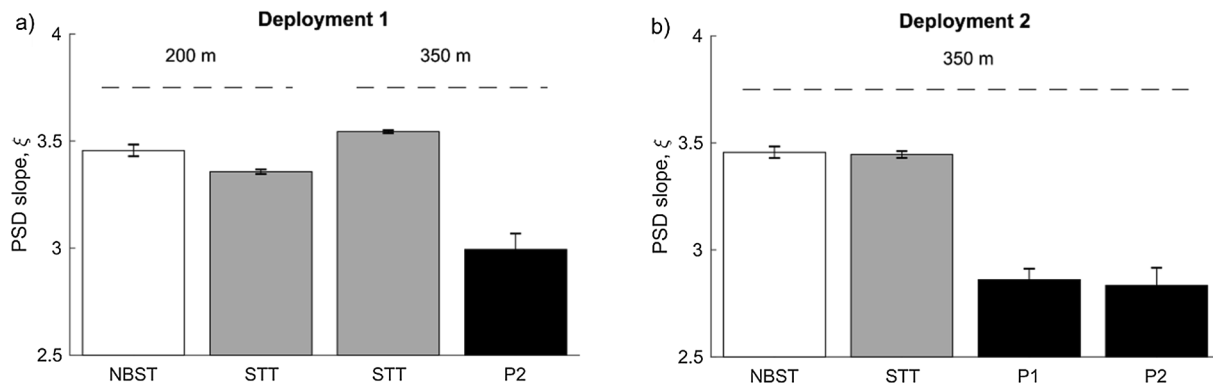 a)
Deployment 1
200 m
350 m
4
3.5
3
2.5
PSD slope, ξ
NBST
STT
STT
P2
b)
Deployment 2
350 m
4
3.5
3
2.5
PSD slope, ξ
NBST
STT
P1
P2